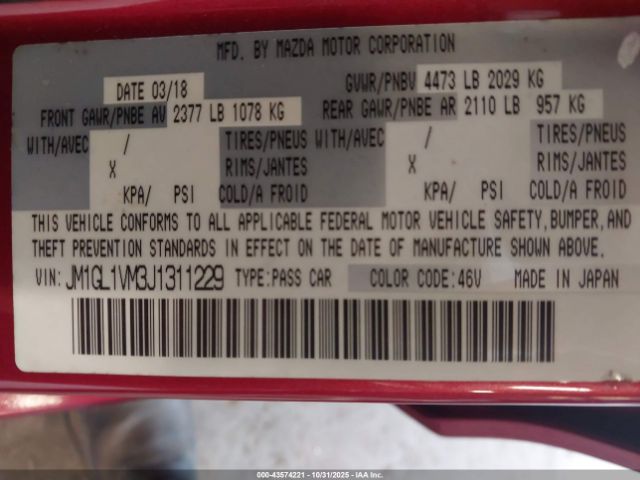 MFD. BY MAZDA MOTOR CORPORATION
DATE 03/18 GVWR/PNBV 4473 LB 2029 KG
FRONT GAWR/PNBE AV 2377 LB 1078 KG REAR GAWR/PNBE AR 2110 LB 957 KG
WITH/AVEC / TIRES/PNEUS WITH/AVEC / TIRES/PNEUS
X RIMS/JANTES X RIMS/JANTES
KPA/ PSI COLD/A FROID KPA/ PSI COLD/A FROID
THIS VEHICLE CONFORMS TO ALL APPLICABLE FEDERAL MOTOR VEHICLE SAFETY,BUMPER,AND
THEFT PREVENTION STANDARDS IN EFFECT ON THE DATE OF MANUFACTURE SHOWN ABOVE.
VIN: JM1GL1VM3J1311229 TYPE:PASS CAR COLOR CODE:46V MADE IN JAPAN
000-43574221 - 10/31/2025 - IAA Inc.